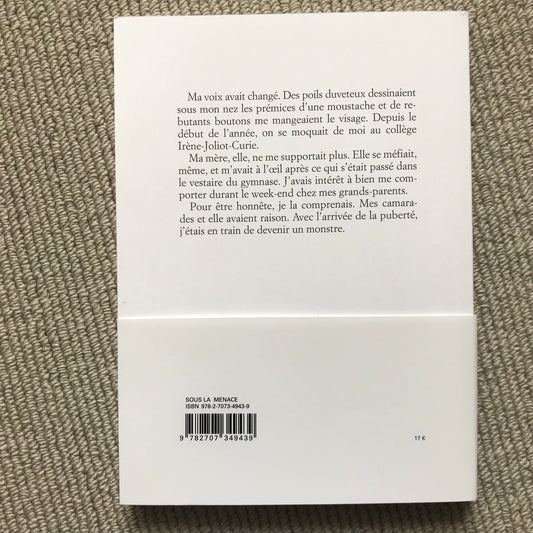 Ma voix avait changé. Des poils duveteux dessinaient
sous mon nez les prémices d'une moustache et de re-
butants boutons me mangeaient le visage. Depuis le
début de l'année, on se moquait de moi au collège
Irène-Joliot-Curie.
Ma mère, elle, ne me supportait plus. Elle se méfiait,
même, et m'avait à l'œil après ce qui s'était passé dans
le vestaire du gymnase. J'avais intérêt à bien me com-
porter durant le week-end chez mes grands-parents.
Pour être honnête, je la comprenais. Mes camara-
des et elle avaient raison. Avec l'arrivée de la puberté,
j'étais en train de devenir un monstre.
SOUS LA MENACE
ISBN 978-2-7073-4943-9
9 782707 349439
17 €